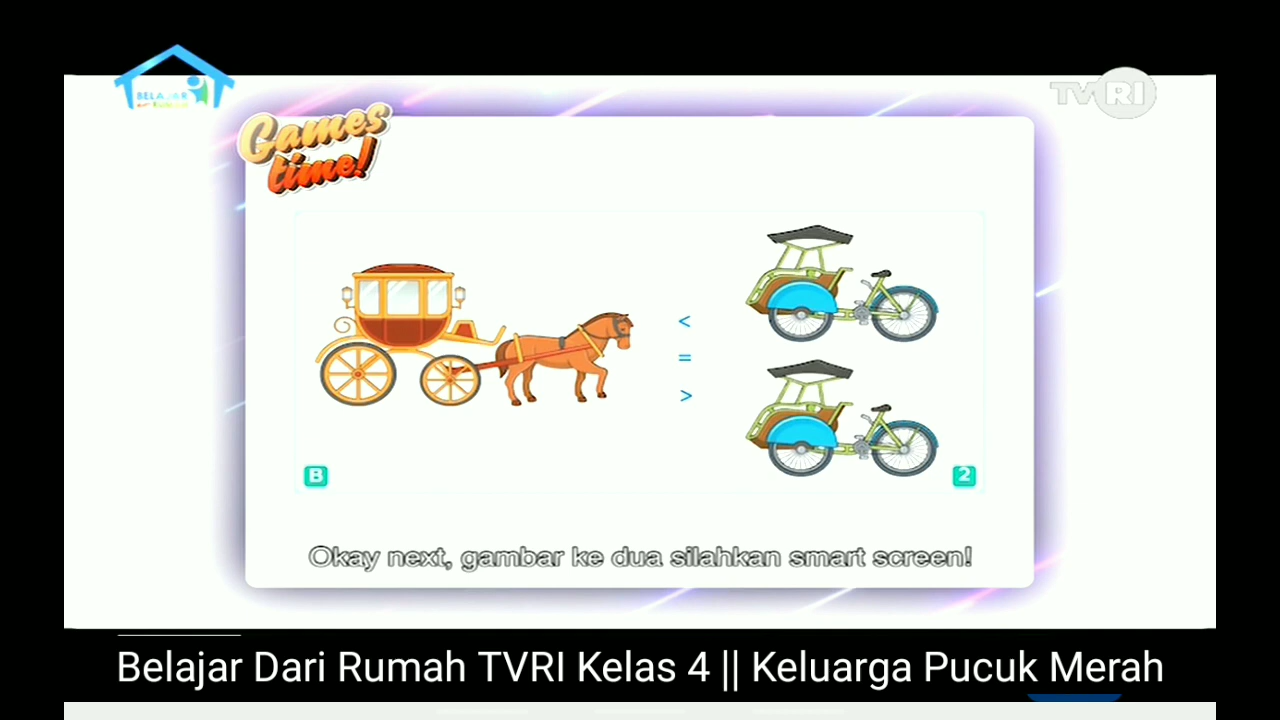 BELAJAR
TVRI
Games
time!
<
=
>
B
2
Okay next, gambar ke dua silahkan smart screen!
Belajar Dari Rumah TVRI Kelas 4 || Keluarga Pucuk Merah